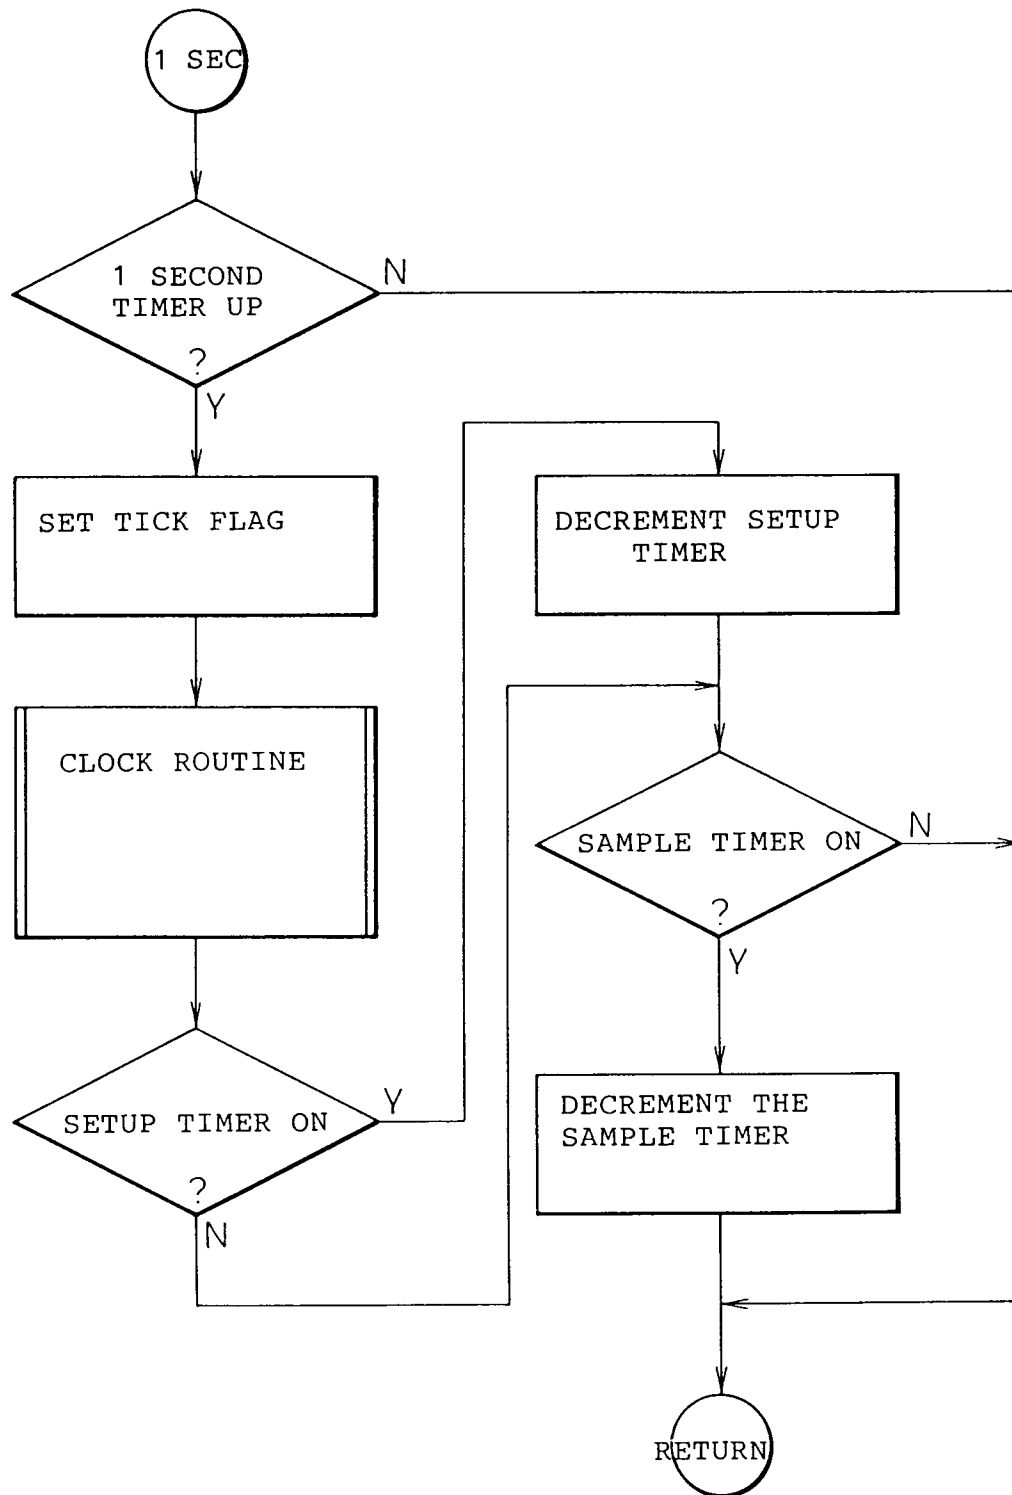 1 SEC
1 SECOND
TIMER UP
?
N
Y
SET TICK FLAG
CLOCK ROUTINE
SETUP TIMER ON
?
Y
N
DECREMENT SETUP
TIMER
SAMPLE TIMER ON
?
N
Y
DECREMENT THE
SAMPLE TIMER
RETURN